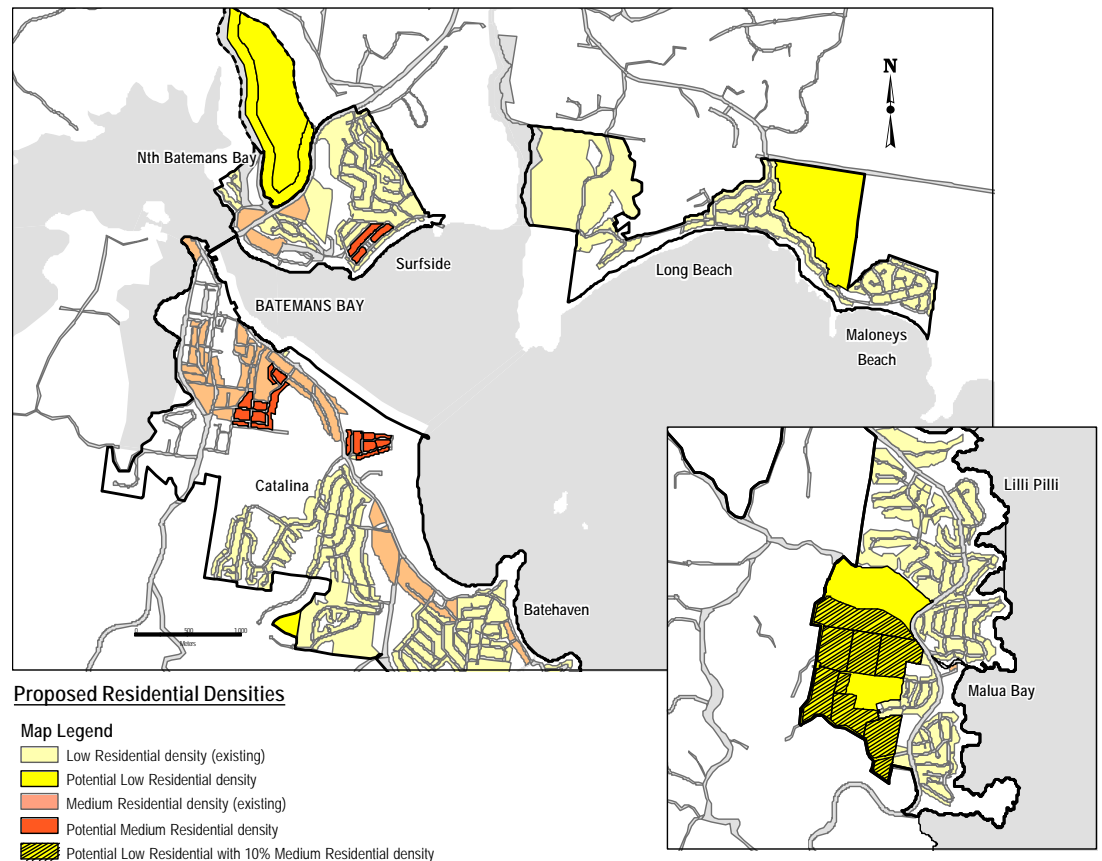 N
Nth Batemans Bay
Surfside
BATEMANS BAY
Long Beach
Maloneys
Beach
Catalina
Batehaven
0 500 1,000
Meters
Lilli Pilli
Malua Bay
Proposed Residential Densities
Map Legend
Low Residential density (existing)
Potential Low Residential density
Medium Residential density (existing)
Potential Medium Residential density
Potential Low Residential with 10% Medium Residential density